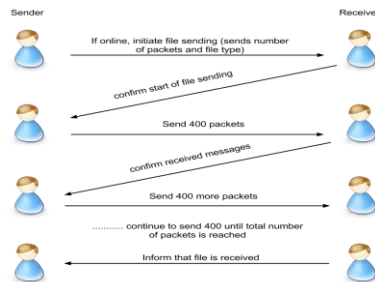 Sender
Receive
If online, initiate file sending (sends number
of packets and file type)
confirm start of file sending
Send 400 packets
confirm received messages
Send 400 more packets
........... continue to send 400 until total number
of packets is reached
Inform that file is received